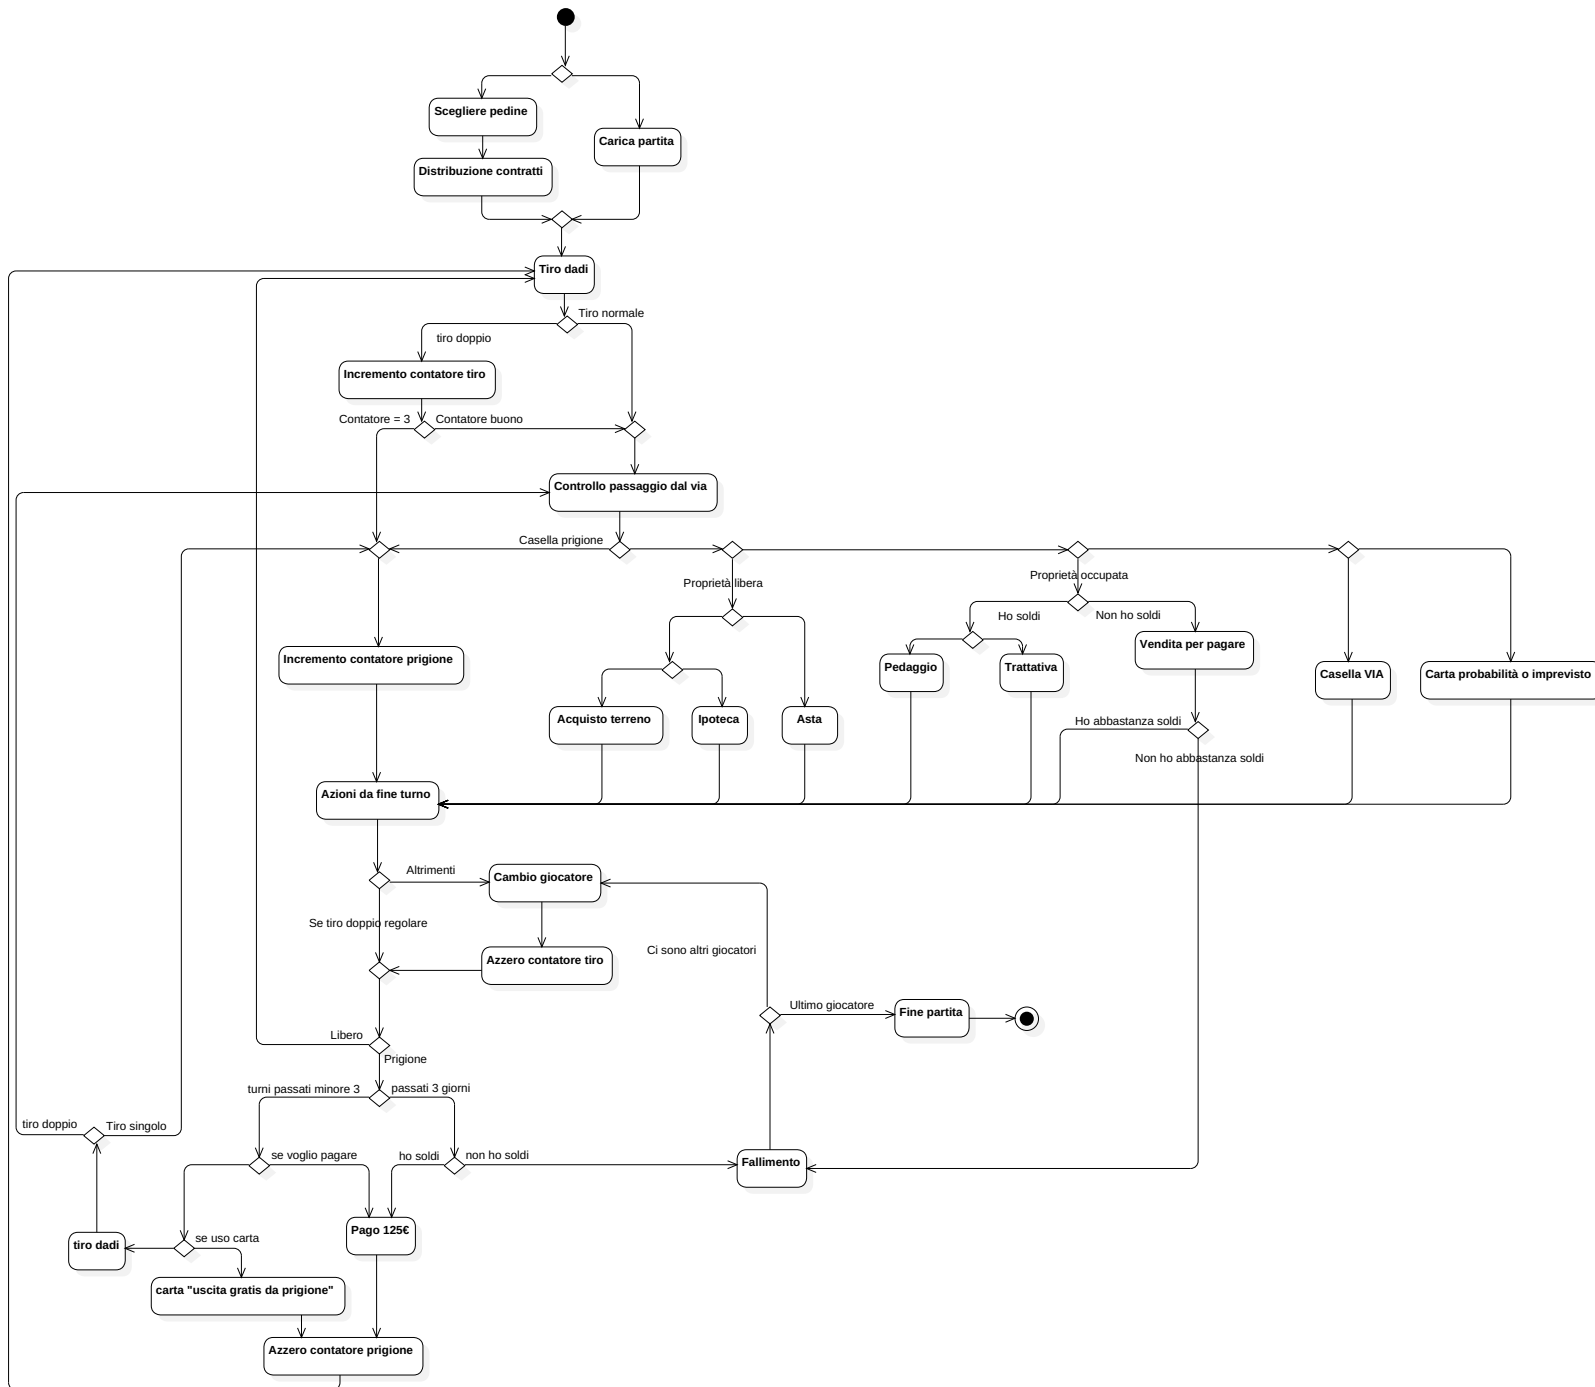 Scegliere pedine
Carica partita
Distribuzione contratti
Tiro dadi
Tiro normale
tiro doppio
Incremento contatore tiro
Contatore = 3
Contatore buono
Controllo passaggio dal via
Casella prigione
Proprietà libera
Proprietà occupata
Ho soldi
Non ho soldi
Incremento contatore prigione
Pedaggio
Trattativa
Vendita per pagare
Casella VIA
Carta probabilità o imprevisto
Acquisto terreno
Ipoteca
Asta
Ho abbastanza soldi
Non ho abbastanza soldi
Azioni da fine turno
Altrimenti
Cambio giocatore
Se tiro doppio regolare
Ci sono altri giocatori
Azzero contatore tiro
Ultimo giocatore
Fine partita
Libero
Prigione
turni passati minore 3
passati 3 giorni
tiro doppio
Tiro singolo
se voglio pagare
ho soldi
non ho soldi
Fallimento
Pago 125€
tiro dadi
se uso carta
carta "uscita gratis da prigione"
Azzero contatore prigione